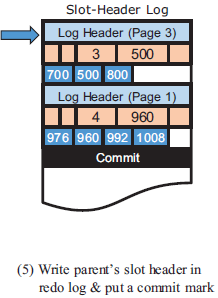 Slot-Header Log
Log Header (Page 3)
3 500
700 500 800
Log Header (Page 1)
4 960
976 960 992 1008
Commit
(5) Write parent's slot header in
redo log & put a commit mark